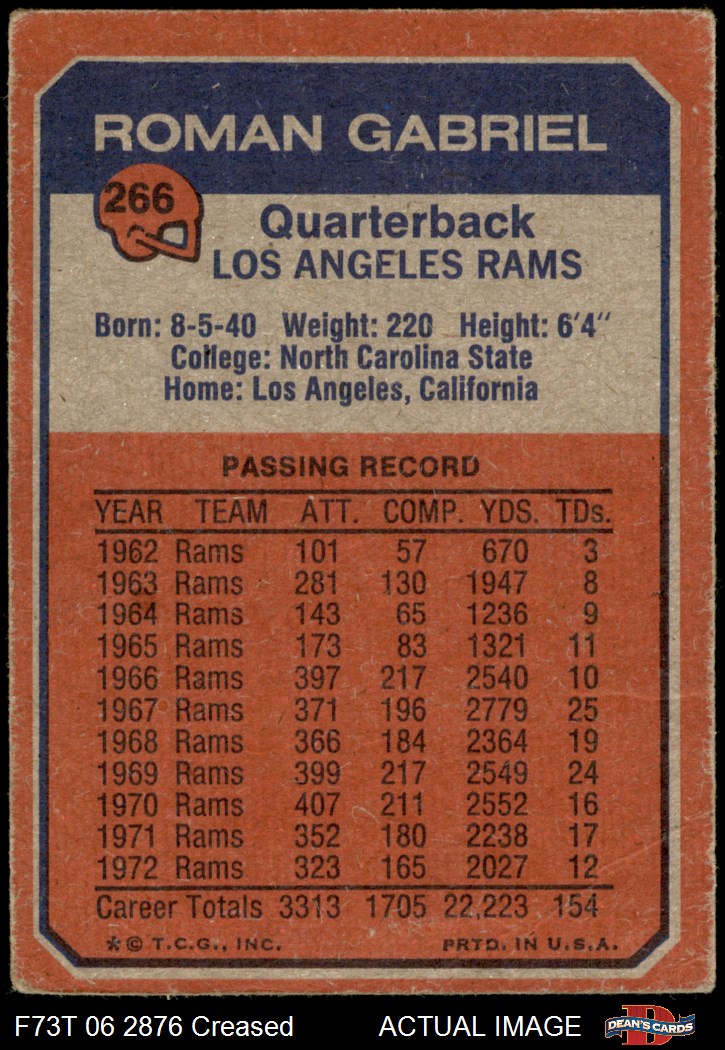 ROMAN GABRIEL
266
Quarterback
LOS ANGELES RAMS
Born: 8-5-40 Weight: 220 Height: 6'4"
College: North Carolina State
Home: Los Angeles, California
PASSING RECORD
YEAR TEAM ATT. COMP. YDS. TDs.
1962 Rams 101 57 670 3
1963 Rams 281 130 1947 8
1964 Rams 143 65 1236 9
1965 Rams 173 83 1321 11
1966 Rams 397 217 2540 10
1967 Rams 371 196 2779 25
1968 Rams 366 184 2364 19
1969 Rams 399 217 2549 24
1970 Rams 407 211 2552 16
1971 Rams 352 180 2238 17
1972 Rams 323 165 2027 12
Career Totals 3313 1705 22,223 154
*© T.C.G., INC. PRTD. IN U.S.A.
F73T 06 2876 Creased ACTUAL IMAGE
D
DEAN'S CARDS